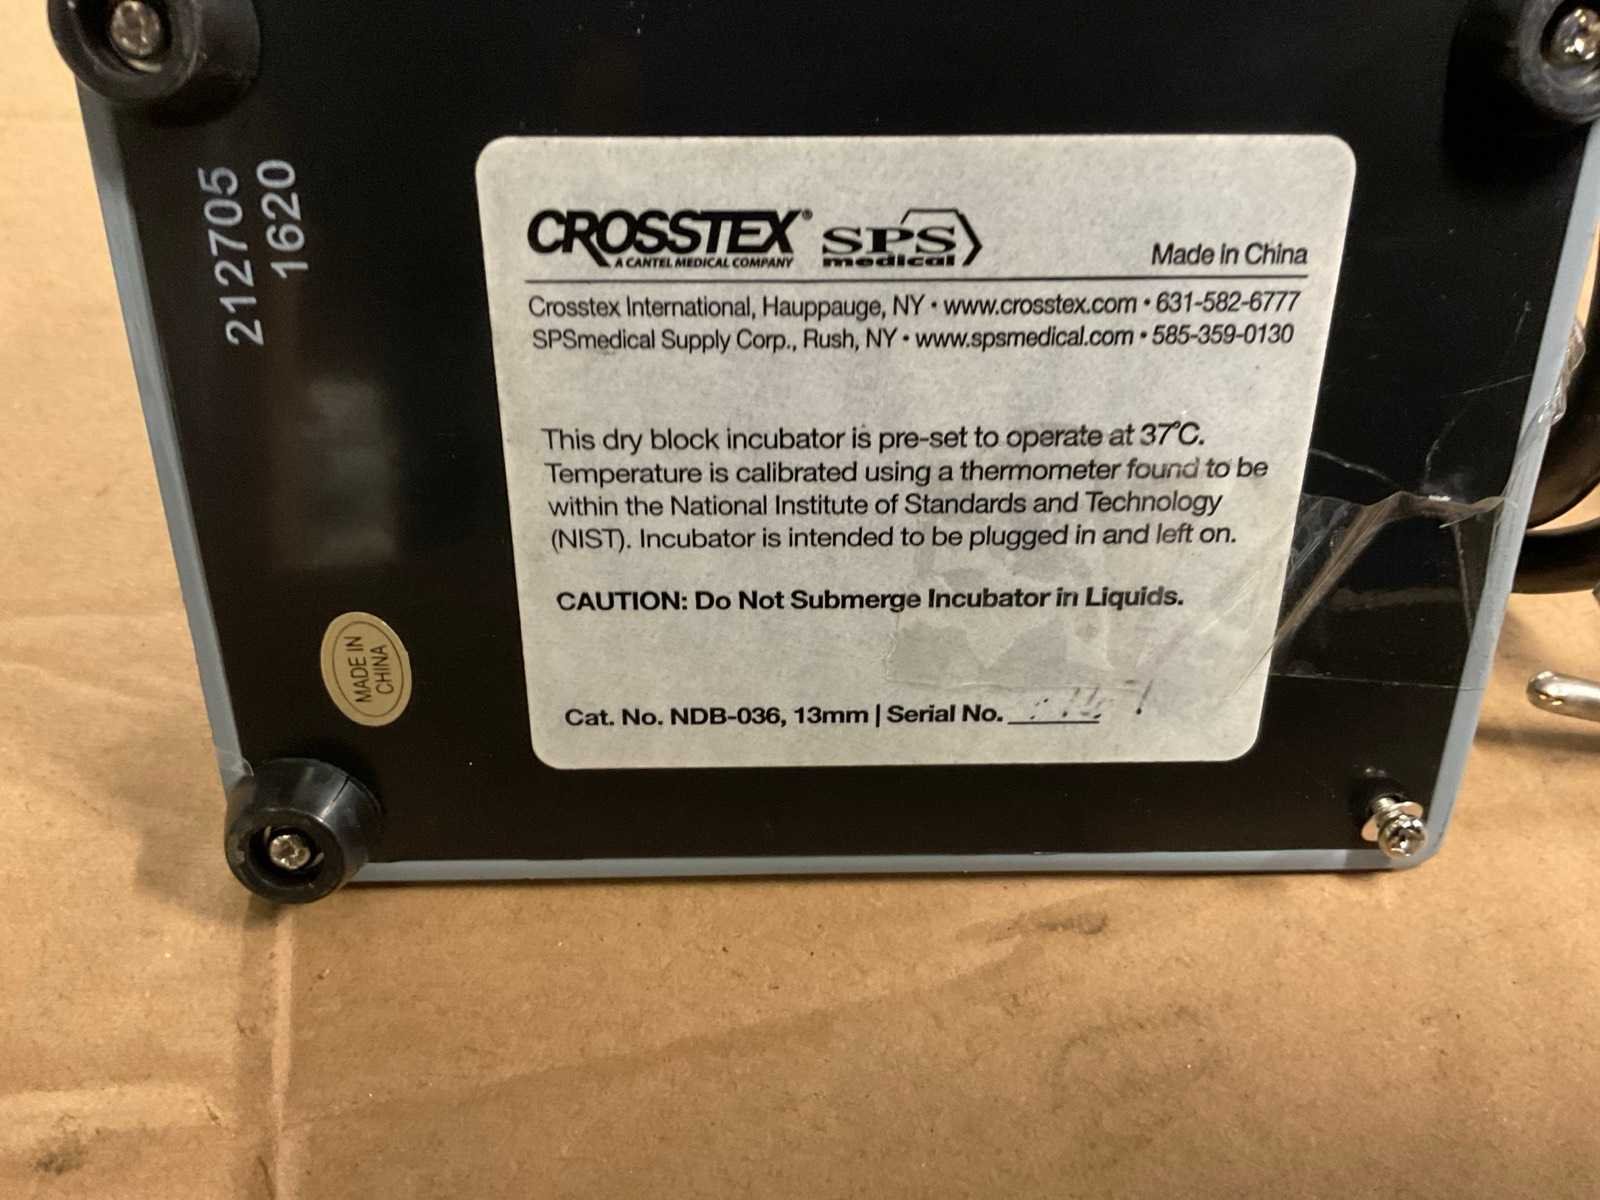 212705
1620
CROSSTEX®
A CANTEL MEDICAL COMPANY
SPS
medical
Made in China
Crosstex International, Hauppauge, NY • www.crosstex.com • 631-582-6777
SPSmedical Supply Corp., Rush, NY • www.spsmedical.com • 585-359-0130
This dry block incubator is pre-set to operate at 37°C.
Temperature is calibrated using a thermometer found to be
within the National Institute of Standards and Technology
(NIST). Incubator is intended to be plugged in and left on.
CAUTION: Do Not Submerge Incubator in Liquids.
Cat. No. NDB-036, 13mm | Serial No.
MADE IN
CHINA